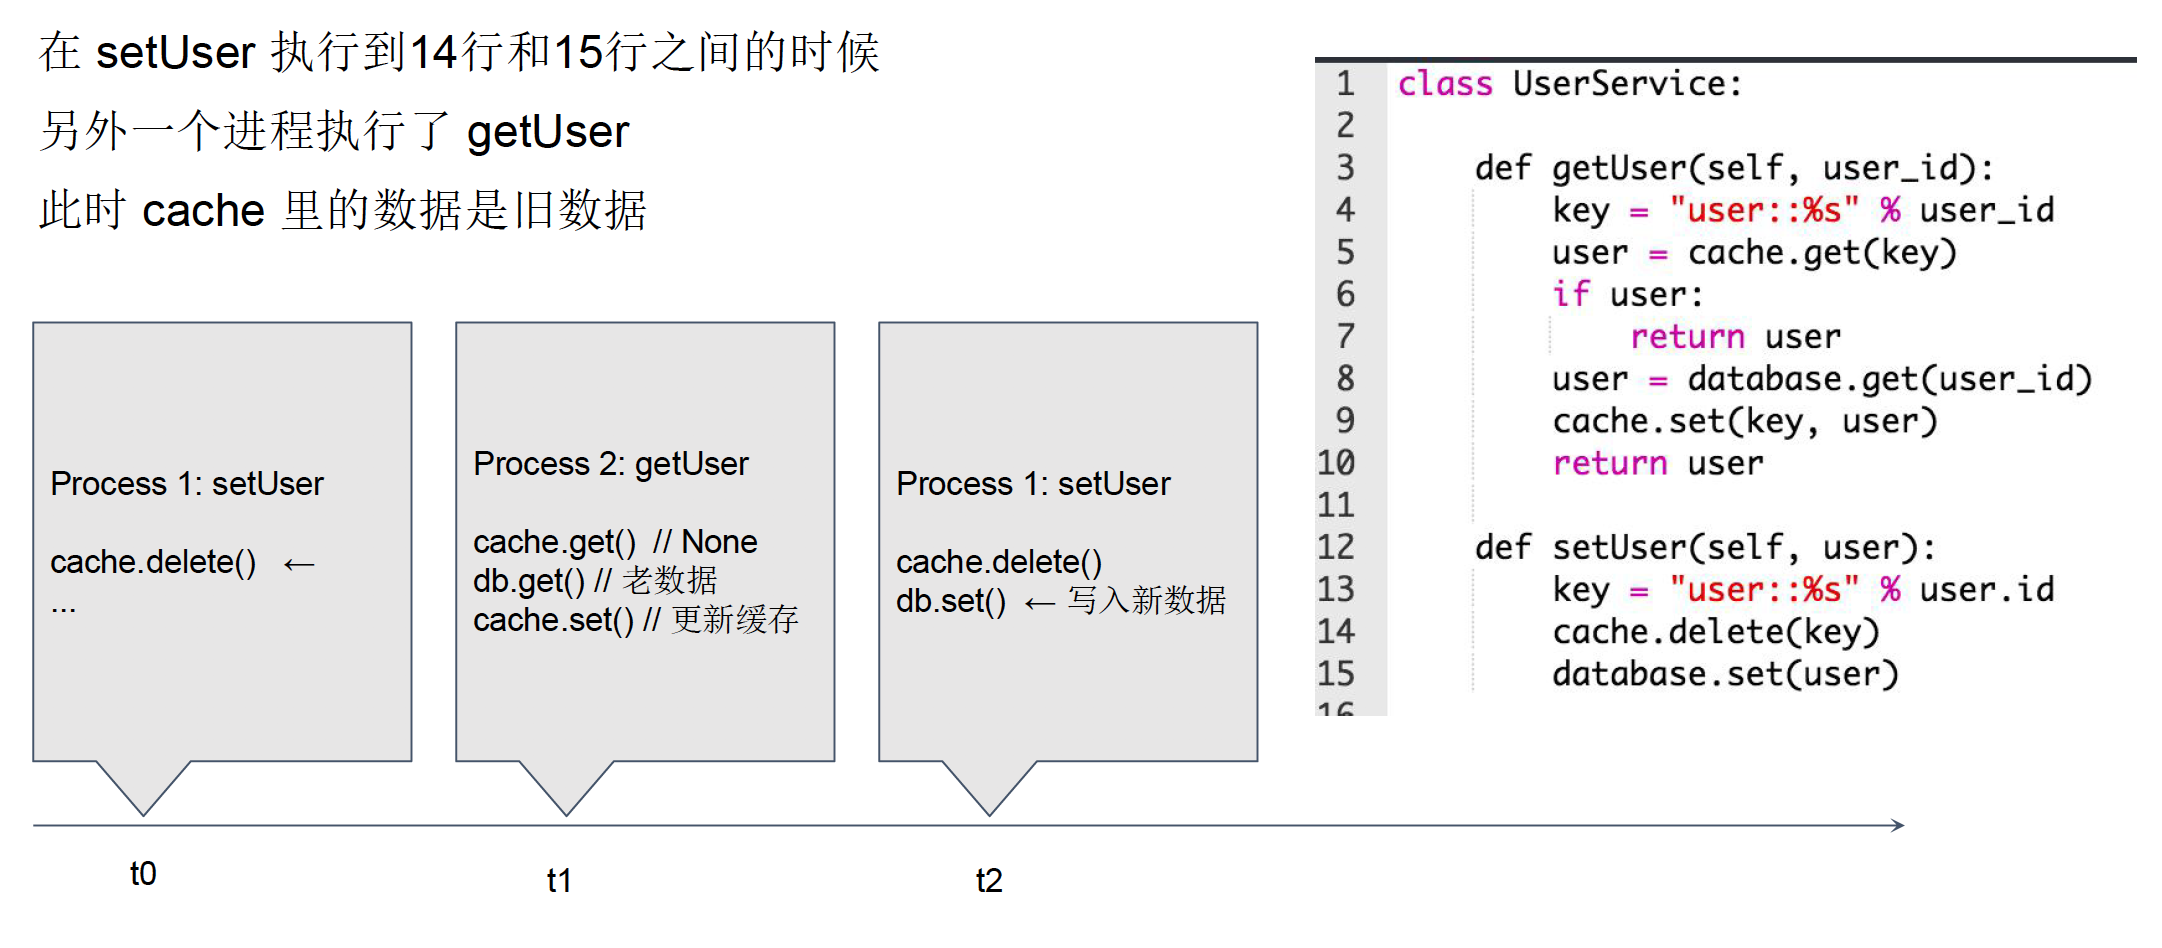 在 setUser 执行到14行和15行之间的时候
另外一个进程执行了 getUser
此时 cache 里的数据是旧数据
Process 1: setUser
cache.delete() ←
...
Process 2: getUser
cache.get() // None
db.get() // 老数据
cache.set() // 更新缓存
Process 1: setUser
cache.delete()
db.set() ← 写入新数据
t0
t1
t2
1 class UserService:
2
3 def getUser(self, user_id):
4 key = "user::%s" % user_id
5 user = cache.get(key)
6 if user:
7 return user
8 user = database.get(user_id)
9 cache.set(key, user)
10 return user
11
12 def setUser(self, user):
13 key = "user::%s" % user.id
14 cache.delete(key)
15 database.set(user)
16